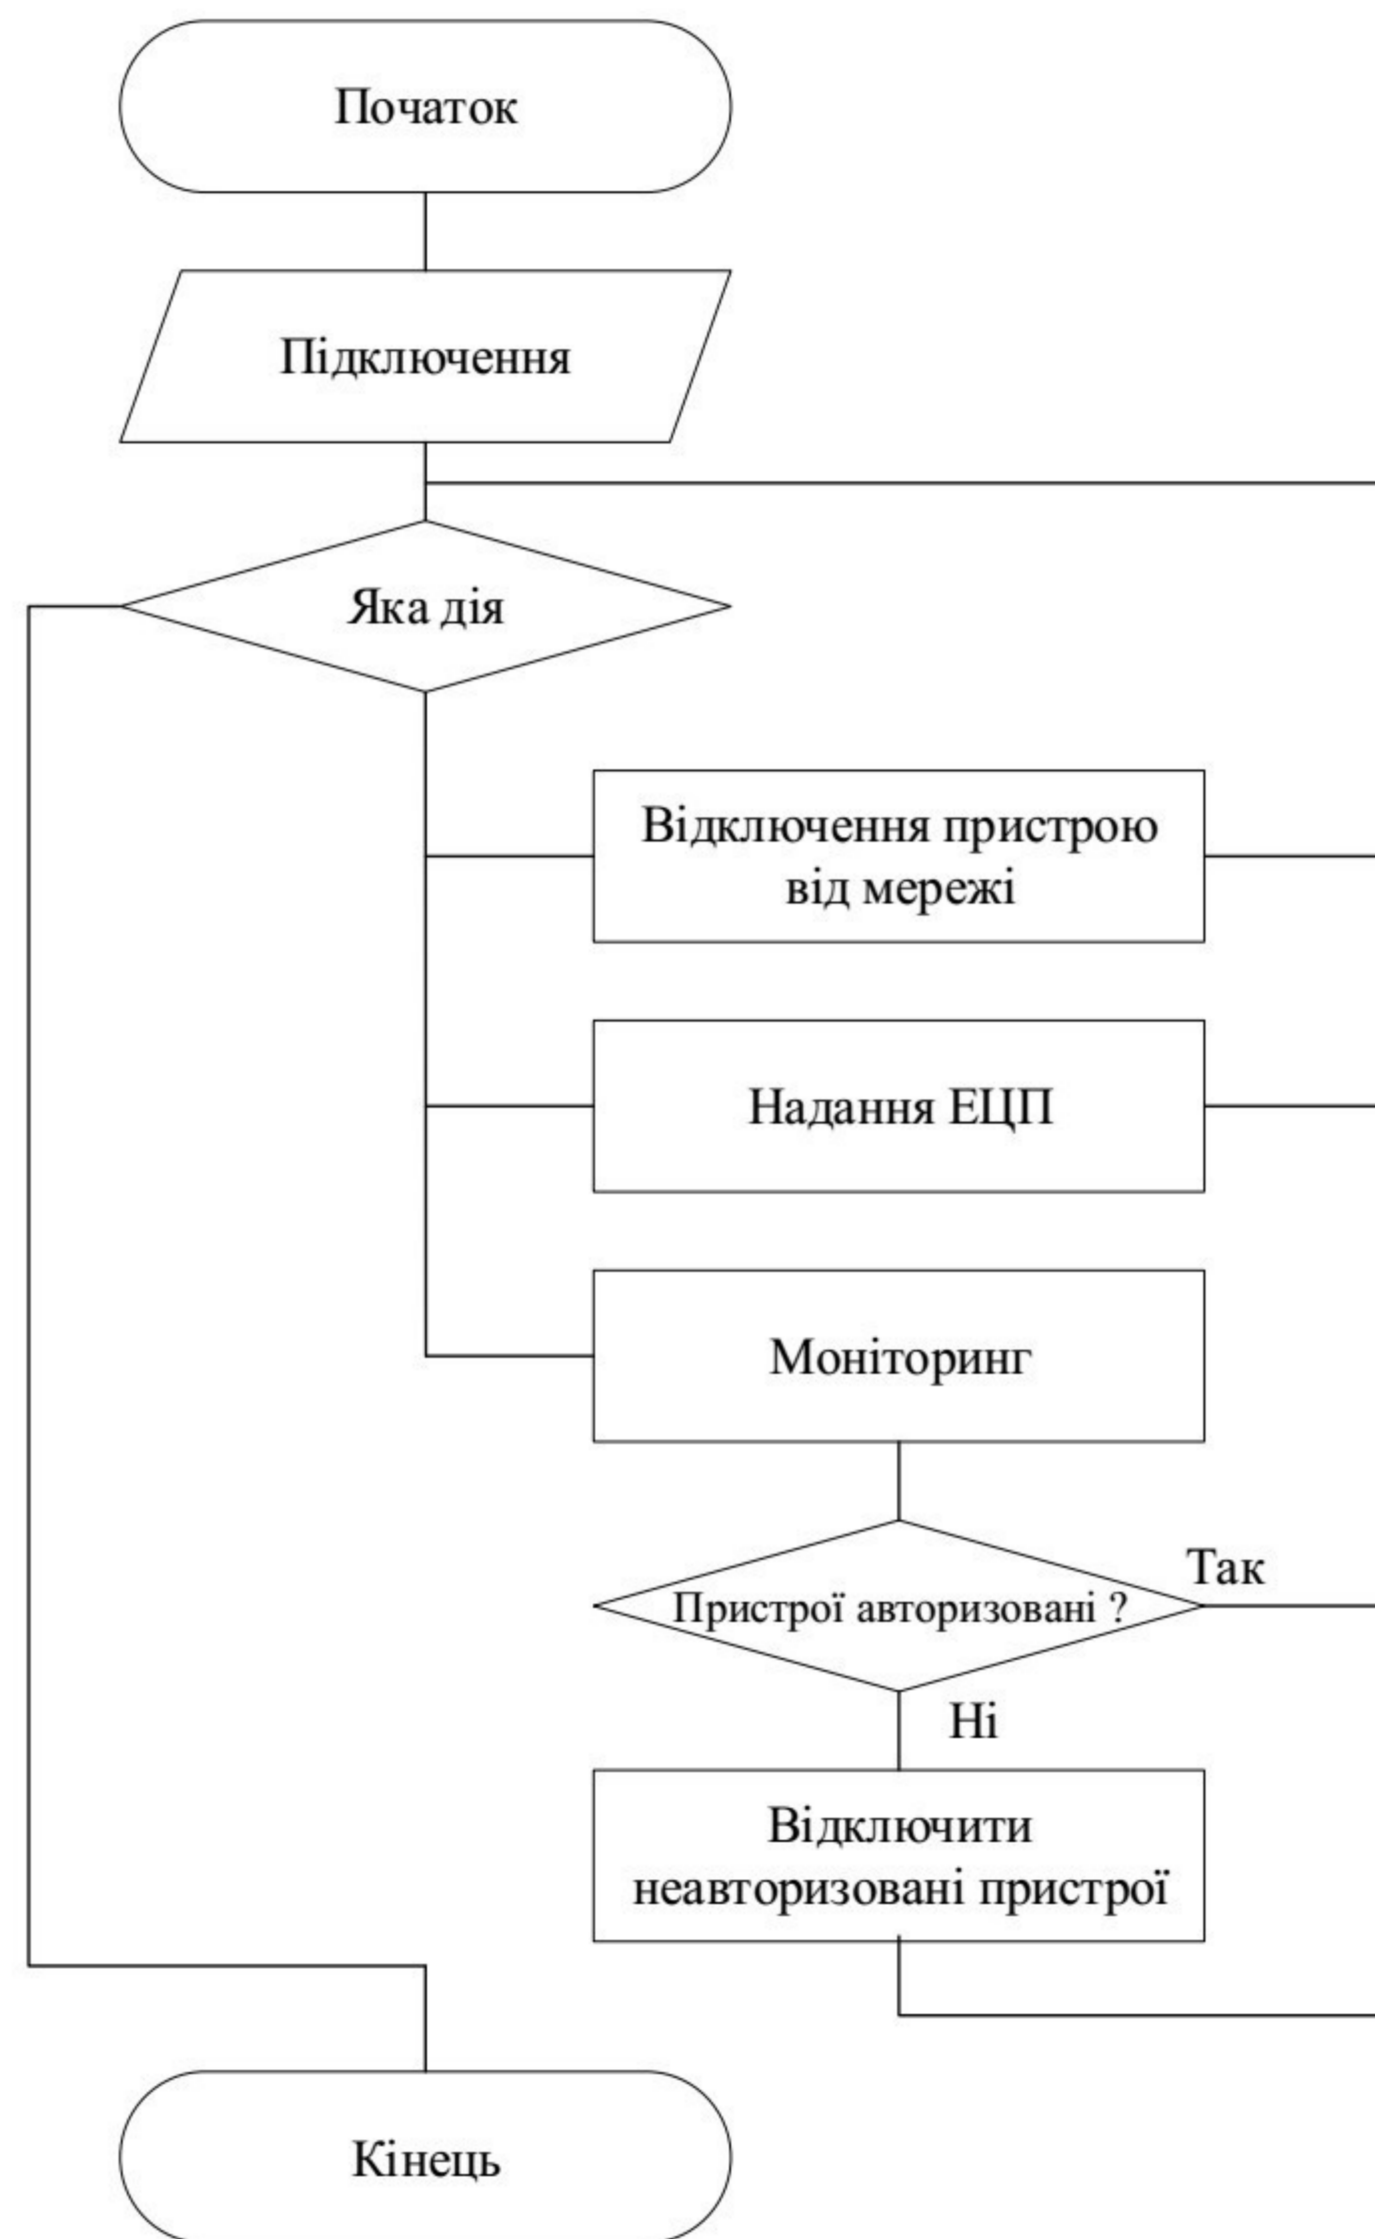 Початок
Підключення
Яка дія
Відключення пристрою
від мережі
Надання ЕЦП
Моніторинг
Пристрої авторизовані ?
Так
Ні
Відключити
неавторизовані пристрої
Кінець